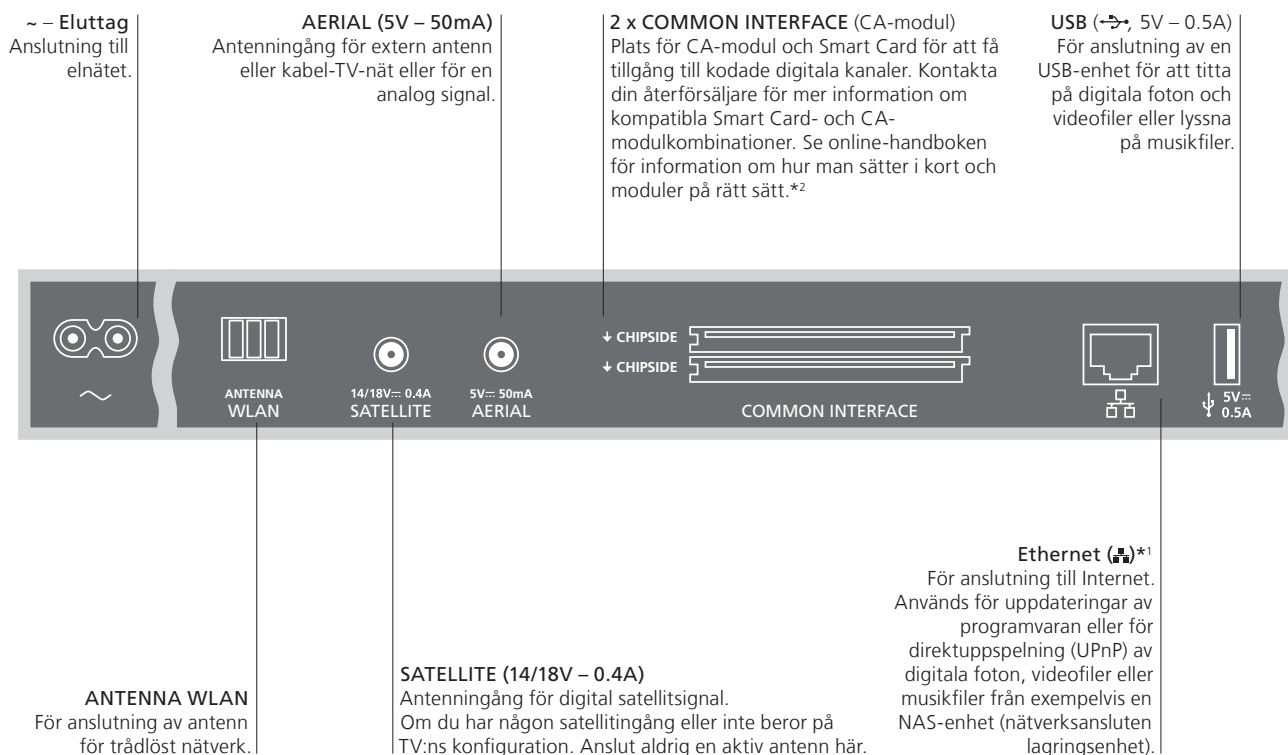 ~ – Eluttag
Anslutning till
elnätet.
AERIAL (5V – 50mA)
Antenningång för extern antenn
eller kabel-TV-nät eller för en
analog signal.
2 x COMMON INTERFACE (CA-modul)
Plats för CA-modul och Smart Card för att få
tillgång till kodade digitala kanaler. Kontakta
din återförsäljare för mer information om
kompatibla Smart Card- och CA-
modulkombinationer. Se online-handboken
för information om hur man sätter i kort och
moduler på rätt sätt.*2
USB (, 5V – 0.5A)
För anslutning av en
USB-enhet för att titta
på digitala foton och
videofiler eller lyssna
på musikfiler.
CHIPSIDE
CHIPSIDE
ANTENNA
WLAN
14/18V⎓ 0.4A
SATELLITE
5V⎓ 50mA
AERIAL
COMMON INTERFACE
5V⎓
0.5A
Ethernet ()*1
För anslutning till Internet.
Används för uppdateringar av
programvaran eller för
direktuppspelning (UPnP) av
digitala foton, videofiler eller
musikfiler från exempelvis en
NAS-enhet (nätverksansluten
lagringsenhet).
SATELLITE (14/18V – 0.4A)
Antenningång för digital satellitsignal.
Om du har någon satellitingång eller inte beror på
TV:ns konfiguration. Anslut aldrig en aktiv antenn här.
ANTENNA WLAN
För anslutning av antenn
för trådlöst nätverk.